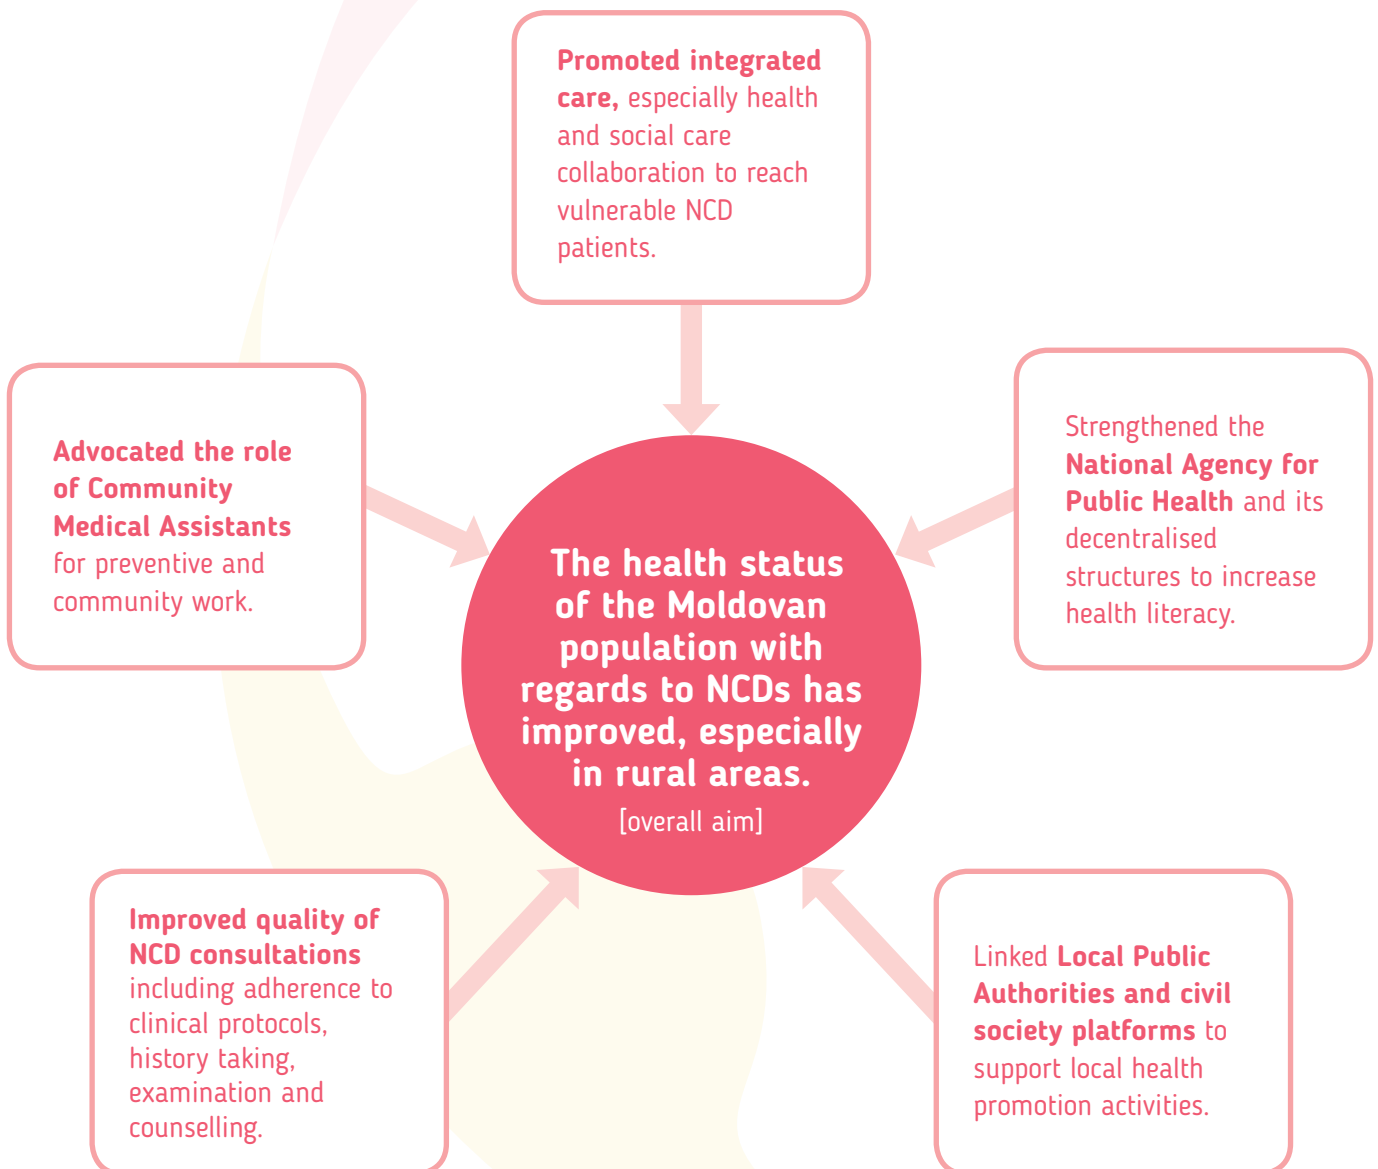 Promoted integrated
care, especially health
and social care
collaboration to reach
vulnerable NCD
patients.
Advocated the role
of Community
Medical Assistants
for preventive and
community work.
Strengthened the
National Agency for
Public Health and its
decentralised
structures to increase
health literacy.
The health status
of the Moldovan
population with
regards to NCDs has
improved, especially
in rural areas.
[overall aim]
Improved quality of
NCD consultations
including adherence to
clinical protocols,
history taking,
examination and
counselling.
Linked Local Public
Authorities and civil
society platforms to
support local health
promotion activities.